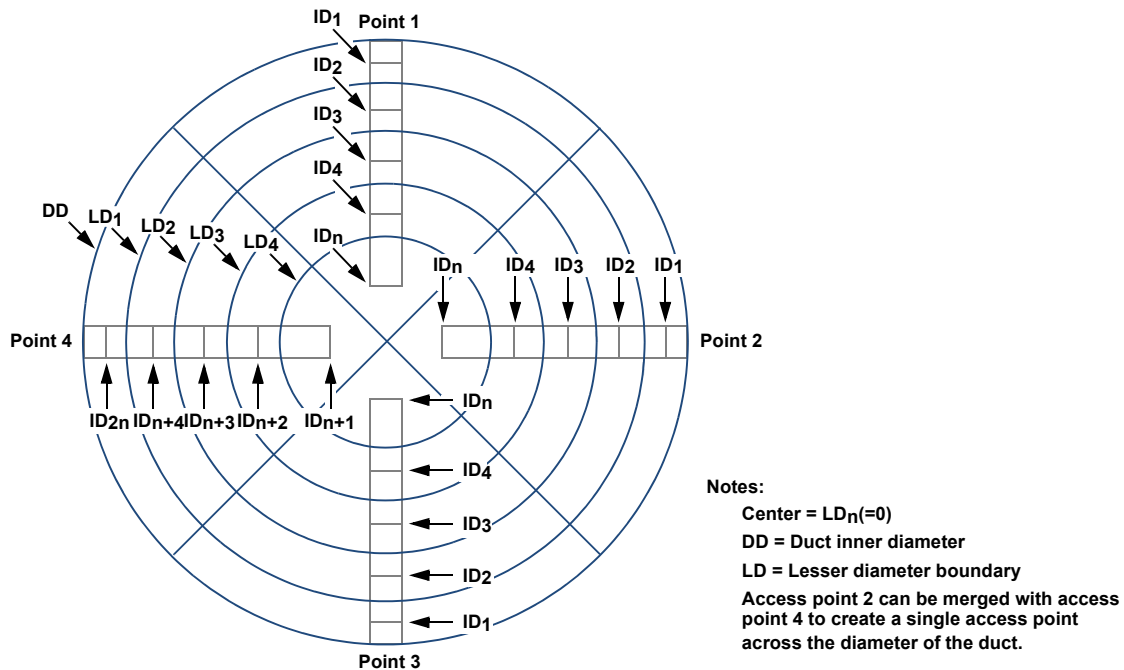 ID1
Point 1
ID2
ID3
ID4
DD
LD1
LD2
LD3
LD4
IDn
IDn
ID4
ID3
ID2
ID1
Point 4
Point 2
ID2n
IDn+4
IDn+3
IDn+2
IDn+1
IDn
ID4
ID3
ID2
ID1
Point 3
Notes:
Center = LDn(=0)
DD = Duct inner diameter
LD = Lesser diameter boundary
Access point 2 can be merged with access
point 4 to create a single access point
across the diameter of the duct.